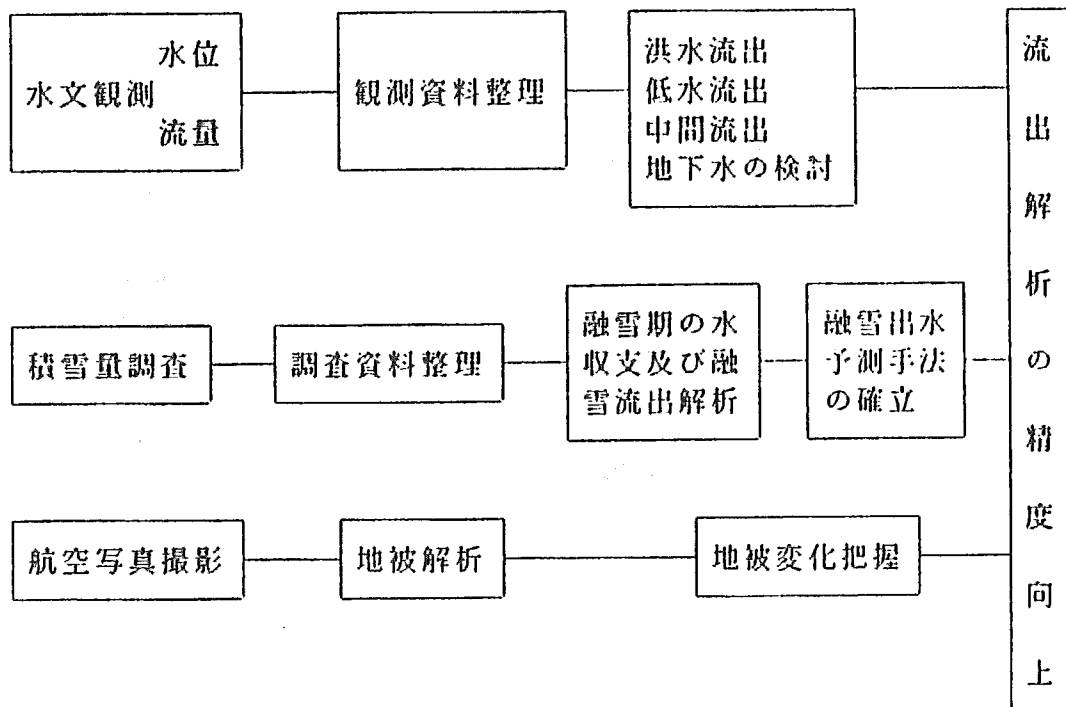 水位
水文観測
流量
観測資料整理
洪水流出
低水流出
中間流出
地下水の検討
積雪量調査
調査資料整理
融雪期の水
収支及び融
雪流出解析
融雪出水
予測手法
の確立
航空写真撮影
地被解析
地被変化把握
流出解析の精度向上